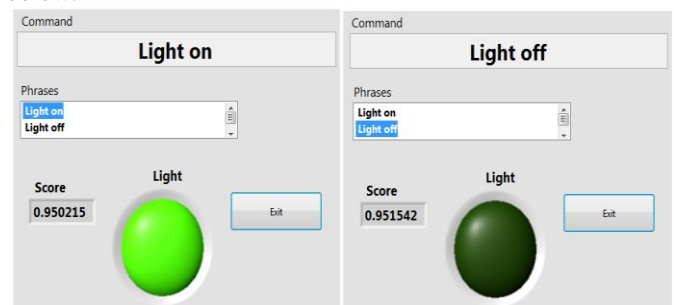 Command
Light on
Phrases
Light on
Light off
Light
Score
0.950215
Exit
Command
Light off
Phrases
Light on
Light off
Light
Score
0.951542
Exit